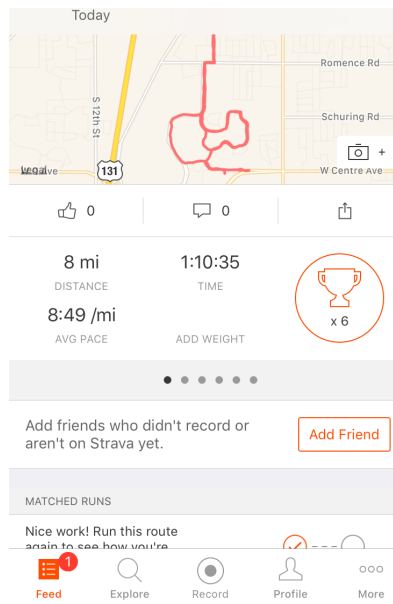 Today
Romence Rd
S 12th St
Schuring Rd
131
+
Legal
W Centre Ave
0
0
8 mi
DISTANCE
1:10:35
TIME
8:49 /mi
AVG PACE
ADD WEIGHT
x 6
Add friends who didn't record or
aren't on Strava yet.
Add Friend
MATCHED RUNS
Nice work! Run this route
again to see how you're
1
Feed
Explore
Record
Profile
More